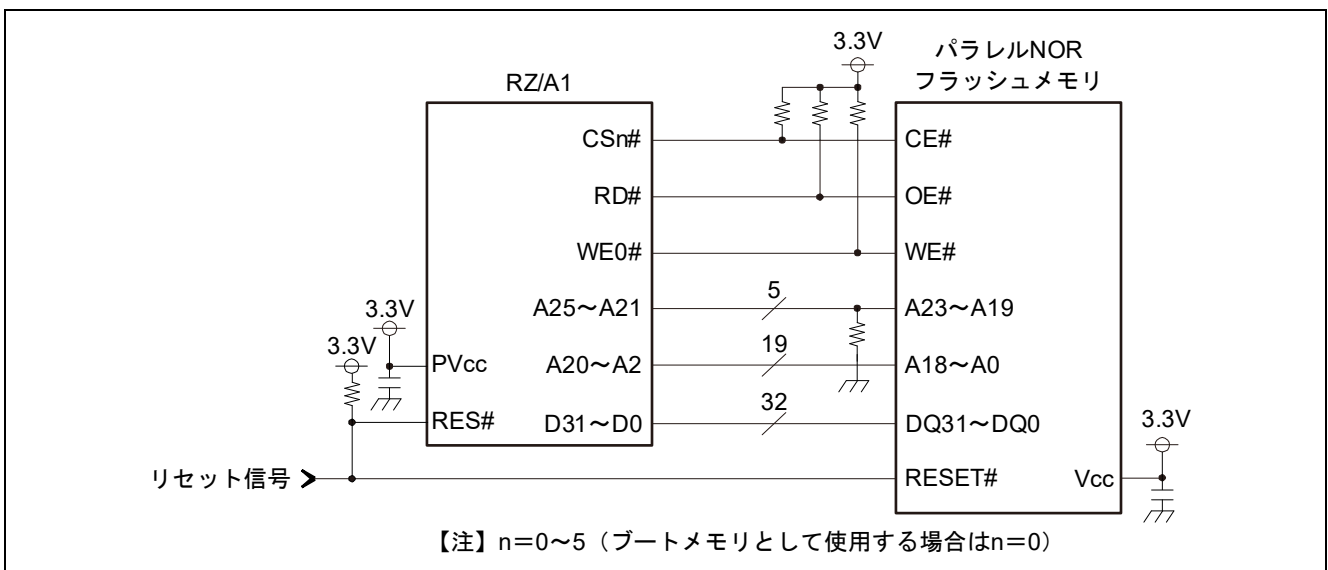 3.3V
パラレルNOR
フラッシュメモリ
RZ/A1
CSn#
CE#
RD#
OE#
WE0#
WE#
A25～A21
5
A23～A19
3.3V
3.3V
PVcc
A20～A2
19
A18～A0
RES#
D31～D0
32
DQ31～DQ0
3.3V
リセット信号
RESET#
Vcc
【注】n＝0～5（ブートメモリとして使用する場合はn＝0）